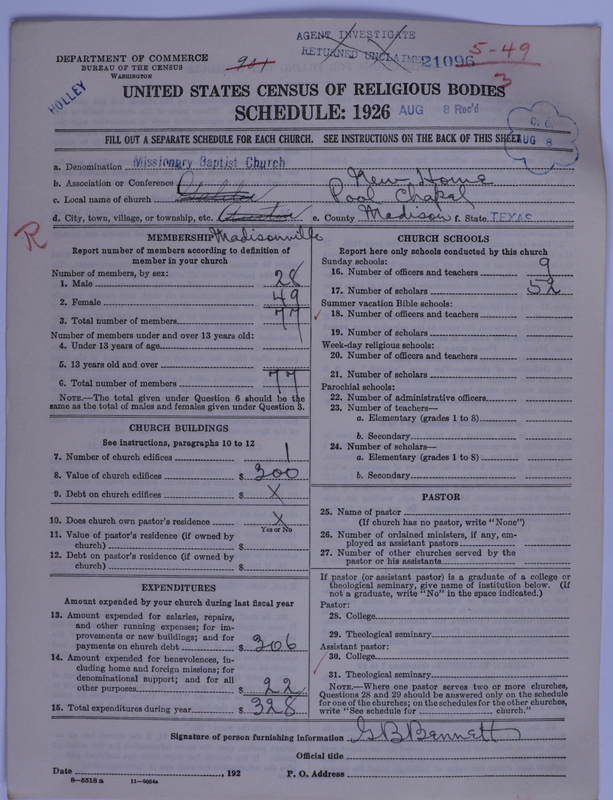 AGENT INVESTIGATE
RETURNED UNCLAIMED 21096 5-49
DEPARTMENT OF COMMERCE
BUREAU OF THE CENSUS
WASHINGTON
HOLLEY
3
UNITED STATES CENSUS OF RELIGIOUS BODIES
SCHEDULE: 1926 AUG 8 Rec'd
FILL OUT A SEPARATE SCHEDULE FOR EACH CHURCH. SEE INSTRUCTIONS ON THE BACK OF THIS SHEET
AUG 8
a. Denomination Missionary Baptist Church
b. Association or Conference New Home
c. Local name of church Pool Chapel
d. City, town, village, or township, etc. e. County Madison f. State TEXAS
R
Madisonville
MEMBERSHIP
Report number of members according to definition of
member in your church
Number of members, by sex:
1. Male 28
2. Female 49
3. Total number of members 77
Number of members under and over 13 years old:
4. Under 13 years of age
5. 13 years old and over
6. Total number of members 77
NOTE.—The total given under Question 6 should be the
same as the total of males and females given under Question 3.
CHURCH BUILDINGS
See instructions, paragraphs 10 to 12
7. Number of church edifices 1
8. Value of church edifices $ 300
9. Debt on church edifices $ X
10. Does church own pastor's residence X
Yes or No
11. Value of pastor's residence (if owned by
church) $
12. Debt on pastor's residence (if owned by
church) $
EXPENDITURES
Amount expended by your church during last fiscal year
13. Amount expended for salaries, repairs,
and other running expenses; for im-
provements or new buildings; and for
payments on church debt $ 306
14. Amount expended for benevolences, in-
cluding home and foreign missions; for
denominational support; and for all
other purposes $ 22
15. Total expenditures during year $ 328
CHURCH SCHOOLS
Report here only schools conducted by this church
Sunday schools:
16. Number of officers and teachers 9
17. Number of scholars 52
Summer vacation Bible schools:
18. Number of officers and teachers
19. Number of scholars
Week-day religious schools:
20. Number of officers and teachers
21. Number of scholars
Parochial schools:
22. Number of administrative officers
23. Number of teachers—
a. Elementary (grades 1 to 8)
b. Secondary
24. Number of scholars—
a. Elementary (grades 1 to 8)
b. Secondary
PASTOR
25. Name of pastor
(If church has no pastor, write "None")
26. Number of ordained ministers, if any, em-
ployed as assistant pastors
27. Number of other churches served by the
pastor or his assistants
If pastor (or assistant pastor) is a graduate of a college or
theological seminary, give name of institution below. (If
not a graduate, write "No" in the space indicated.)
Pastor:
28. College
29. Theological seminary
Assistant pastor:
30. College
31. Theological seminary
NOTE.—Where one pastor serves two or more churches,
Questions 28 and 29 should be answered only on the schedule
for one of the churches; on the schedules for the other churches,
write "See schedule for church."
Signature of person furnishing information G B Bennett
Official title
Date , 192 P. O. Address
8-5518 a 11-9054a